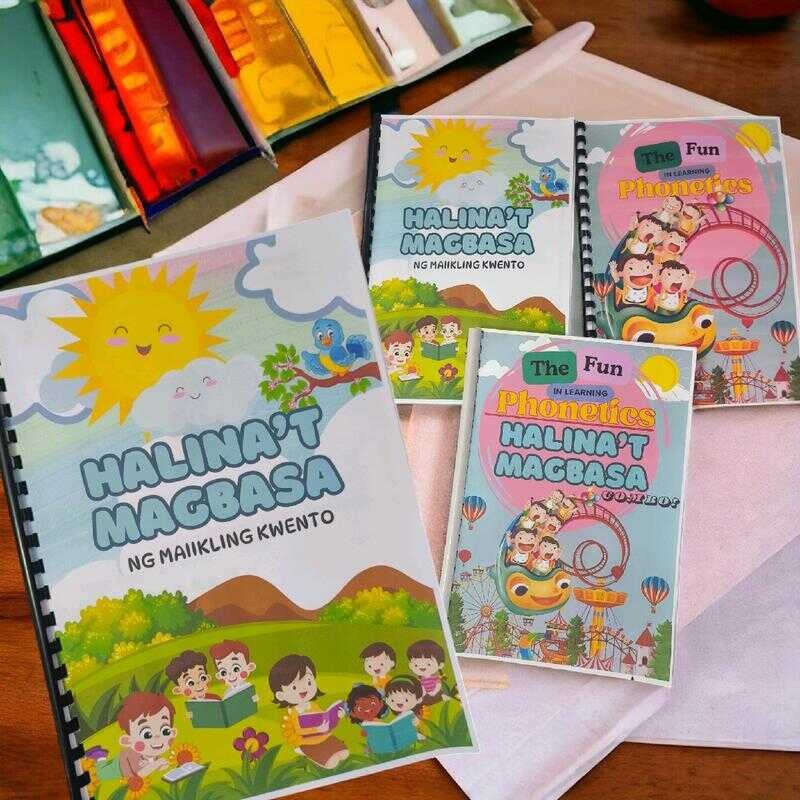 HALINA'T
MAGBASA
NG MAIIKLING KWENTO
The Fun
IN LEARNING
Phonetics
HALINA'T
MAGBASA
NG MAIIKLING KWENTO
The Fun
IN LEARNING
Phonetics
HALINA'T
MAGBASA
COMBO!